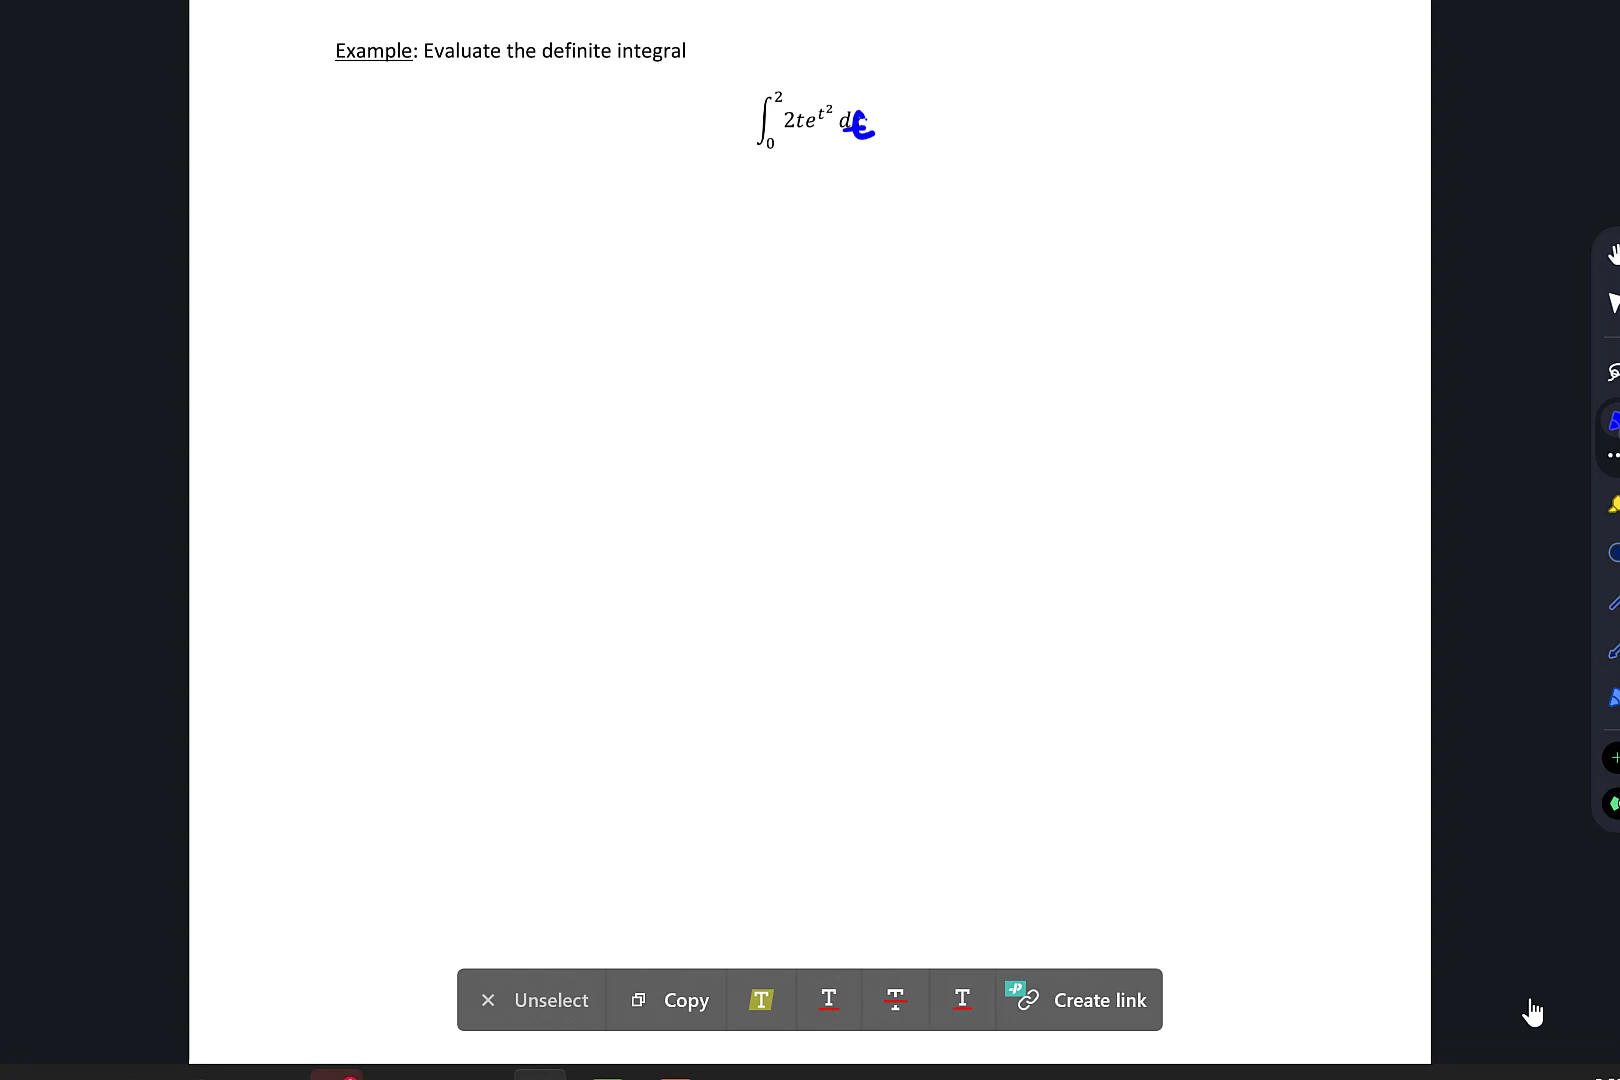 Example: Evaluate the definite integral
∫₀² 2te^{t²} dt
Unselect Copy T T T T Create link